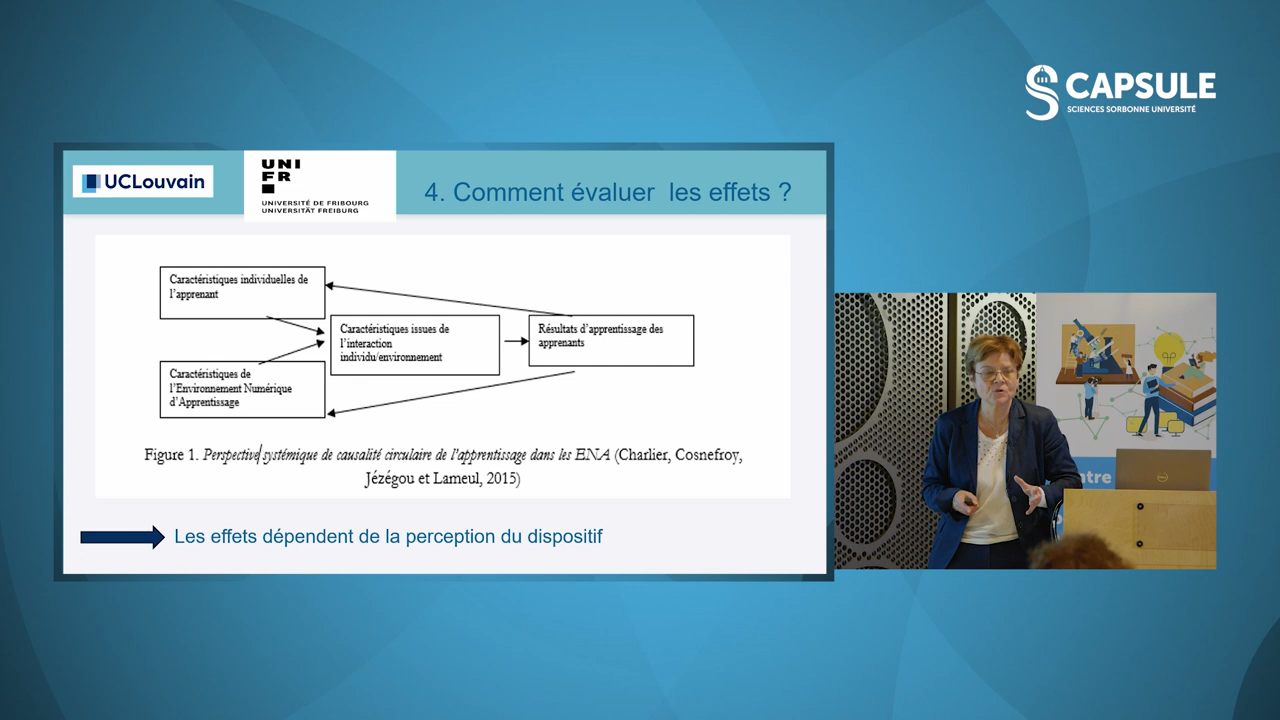 CAPSULE
SCIENCES SORBONNE UNIVERSITÉ
UCLouvain
UNI
FR
UNIVERSITÉ DE FRIBOURG
UNIVERSITÄT FREIBURG
4. Comment évaluer les effets ?
Caractéristiques individuelles de
l'apprenant
Caractéristiques issues de
l'interaction
individu/environnement
Résultats d'apprentissage des
apprenants
Caractéristiques de
l'Environnement Numérique
d'Apprentissage
Figure 1. Perspective systémique de causalité circulaire de l'apprentissage dans les ENA (Charlier, Cosnefroy,
Jézégou et Lameul, 2015)
Les effets dépendent de la perception du dispositif
ntre
DELL